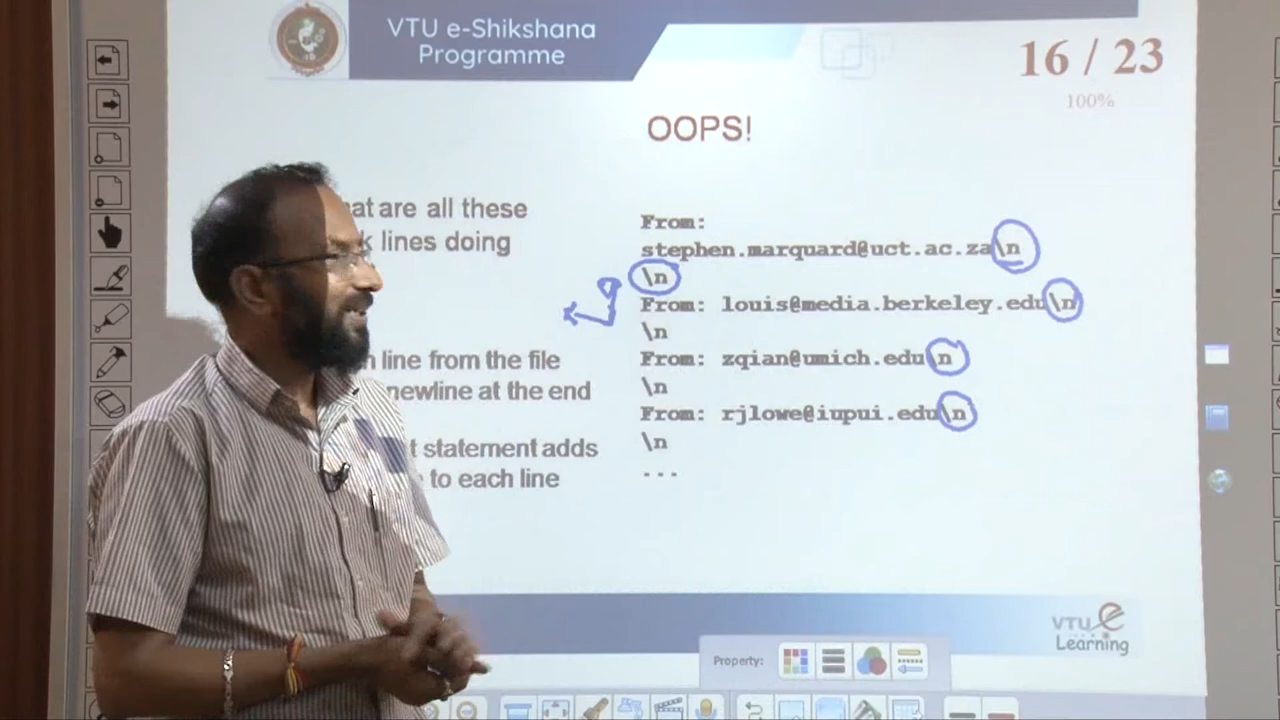 VTU e-Shikshana
Programme
16 / 23
100%
OOPS!
are all these
lines doing
line from the file
newline at the end
statement adds
to each line
From:
stephen.marquard@uct.ac.za\n
\n
From: louis@media.berkeley.edu\n
\n
From: zqian@umich.edu\n
\n
From: rjlowe@iupui.edu\n
\n
...
VTU e
Learning
Property: